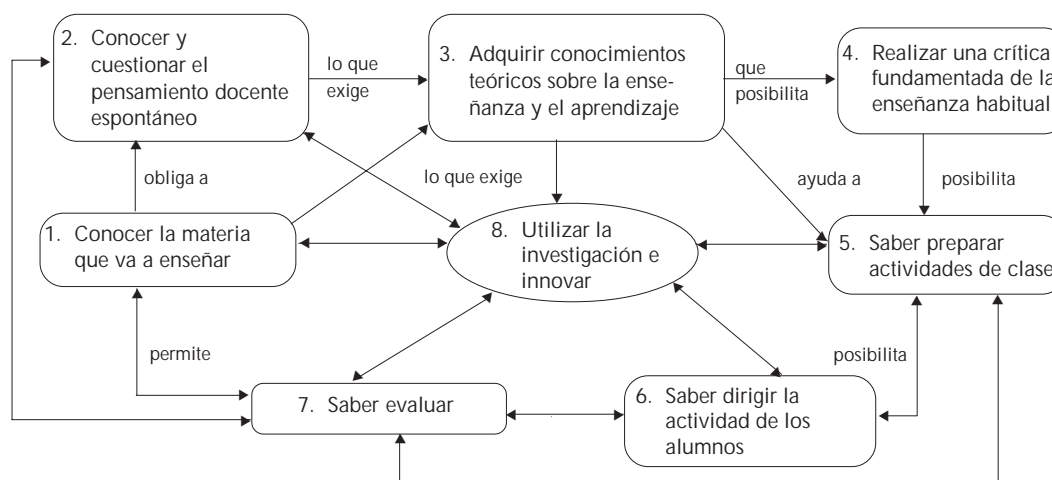 2. Conocer y
cuestionar el
pensamiento docente
espontáneo
lo que
exige
3. Adquirir conocimientos
teóricos sobre la ense-
ñanza y el aprendizaje
que
posibilita
4. Realizar una crítica
fundamentada de la
enseñanza habitual
obliga a
lo que exige
ayuda a
posibilita
1. Conocer la materia
que va a enseñar
8. Utilizar la
investigación e
innovar
5. Saber preparar
actividades de clase
permite
posibilita
7. Saber evaluar
6. Saber dirigir la
actividad de los
alumnos